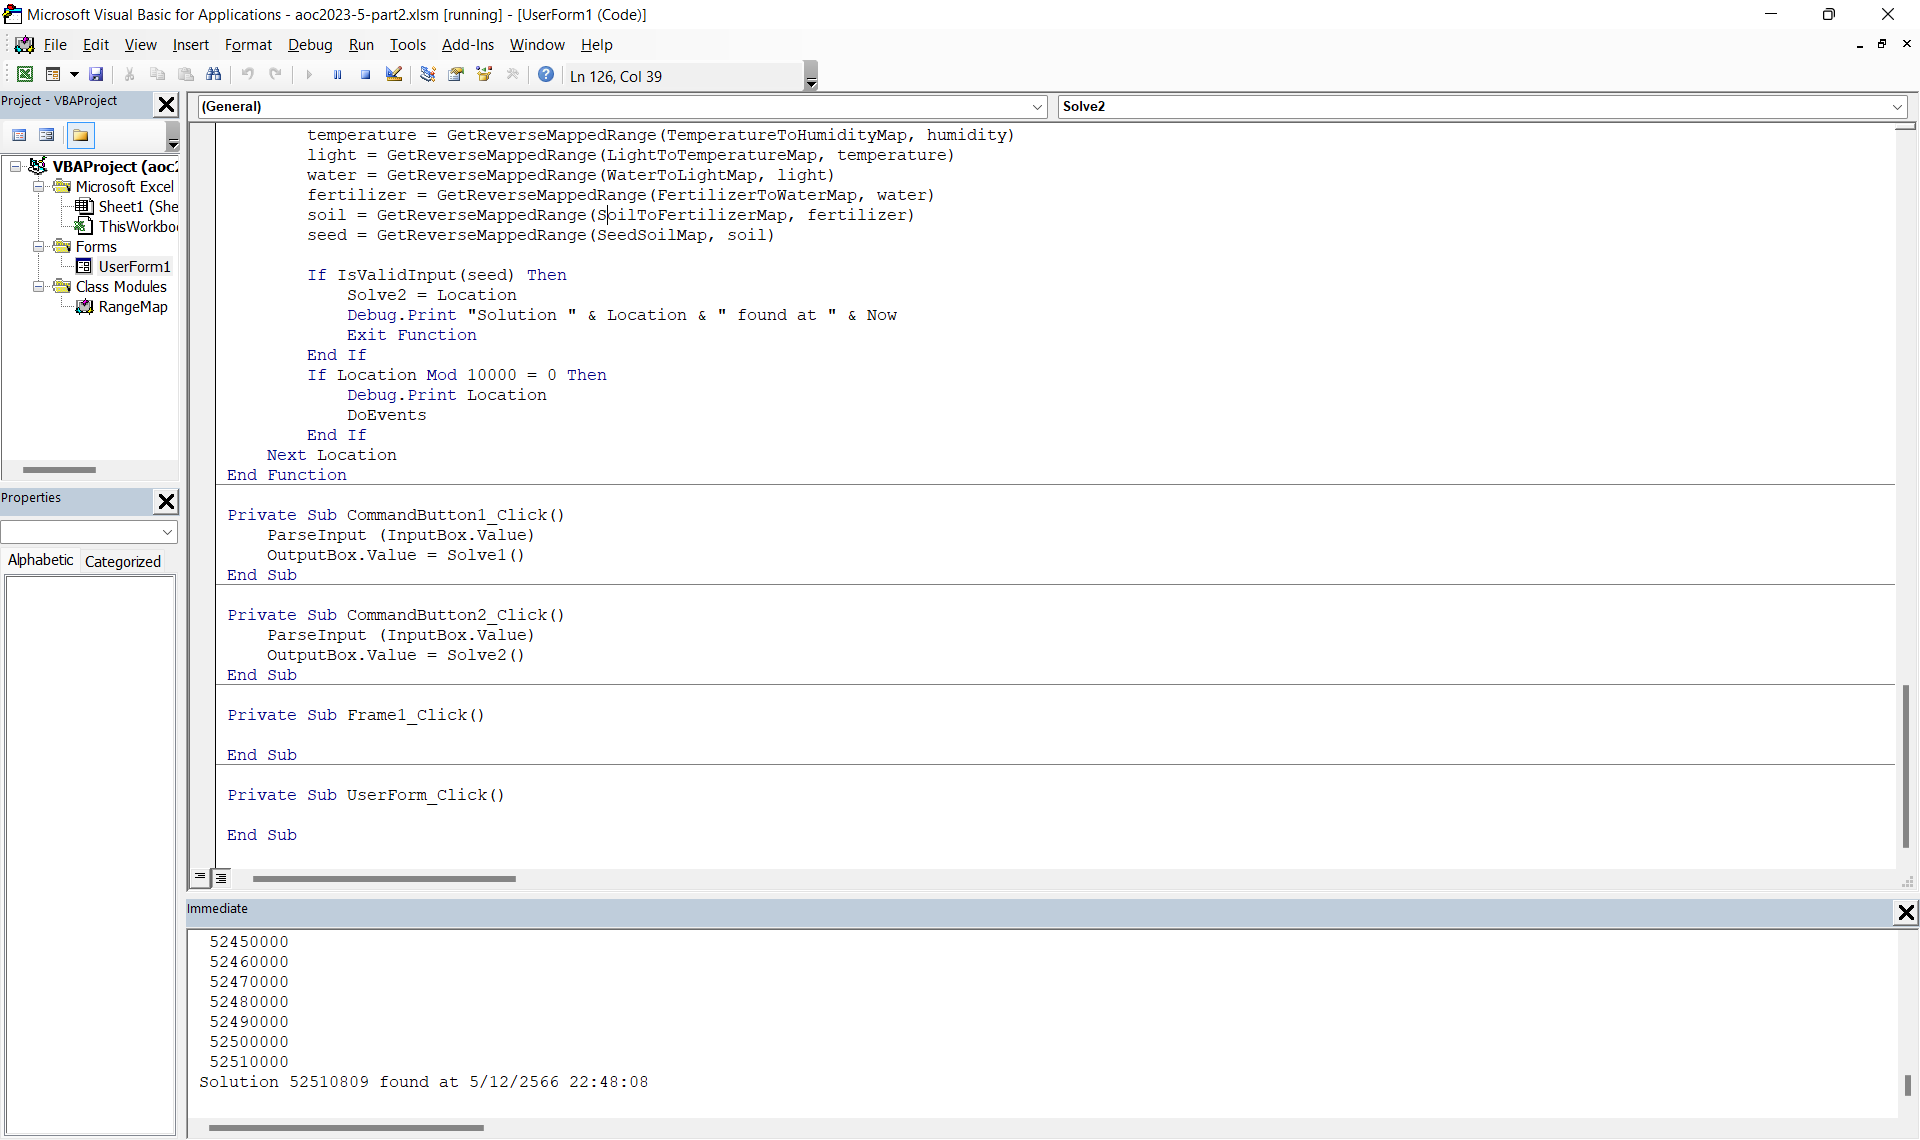 Microsoft Visual Basic for Applications - aoc2023-5-part2.xlsm [running] - [UserForm1 (Code)]
File Edit View Insert Format Debug Run Tools Add-Ins Window Help
Ln 126, Col 39
Project - VBAProject
VBAProject (aoc2
Microsoft Excel
Sheet1 (She
ThisWorkbo
Forms
UserForm1
Class Modules
RangeMap
Properties
Alphabetic Categorized
(General) Solve2
temperature = GetReverseMappedRange(TemperatureToHumidityMap, humidity)
light = GetReverseMappedRange(LightToTemperatureMap, temperature)
water = GetReverseMappedRange(WaterToLightMap, light)
fertilizer = GetReverseMappedRange(FertilizerToWaterMap, water)
soil = GetReverseMappedRange(SoilToFertilizerMap, fertilizer)
seed = GetReverseMappedRange(SeedSoilMap, soil)
If IsValidInput(seed) Then
Solve2 = Location
Debug.Print "Solution " & Location & " found at " & Now
Exit Function
End If
If Location Mod 10000 = 0 Then
Debug.Print Location
DoEvents
End If
Next Location
End Function
Private Sub CommandButton1_Click()
ParseInput (InputBox.Value)
OutputBox.Value = Solve1()
End Sub
Private Sub CommandButton2_Click()
ParseInput (InputBox.Value)
OutputBox.Value = Solve2()
End Sub
Private Sub Frame1_Click()
End Sub
Private Sub UserForm_Click()
End Sub
Immediate
52450000
52460000
52470000
52480000
52490000
52500000
52510000
Solution 52510809 found at 5/12/2566 22:48:08